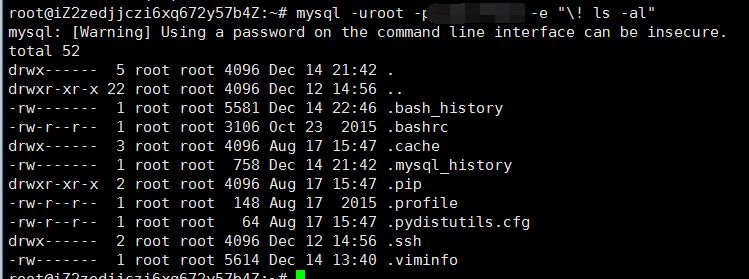 root@iZ2zedjjczi6xq672y57b4Z:~# mysql -uroot -p -e "\! ls -al"
mysql: [Warning] Using a password on the command line interface can be insecure.
total 52
drwx------  5 root root 4096 Dec 14 21:42 .
drwxr-xr-x 22 root root 4096 Dec 12 14:56 ..
-rw-------  1 root root 5581 Dec 14 22:46 .bash_history
-rw-r--r--  1 root root 3106 Oct 23  2015 .bashrc
drwx------  3 root root 4096 Aug 17 15:47 .cache
-rw-------  1 root root  758 Dec 14 21:42 .mysql_history
drwxr-xr-x  2 root root 4096 Aug 17 15:47 .pip
-rw-r--r--  1 root root  148 Aug 17  2015 .profile
-rw-r--r--  1 root root   64 Aug 17 15:47 .pydistutils.cfg
drwx------  2 root root 4096 Dec 12 14:56 .ssh
-rw-------  1 root root 5614 Dec 14 13:40 .viminfo
root@iZ2zedjjczi6xq672y57b4Z:~#